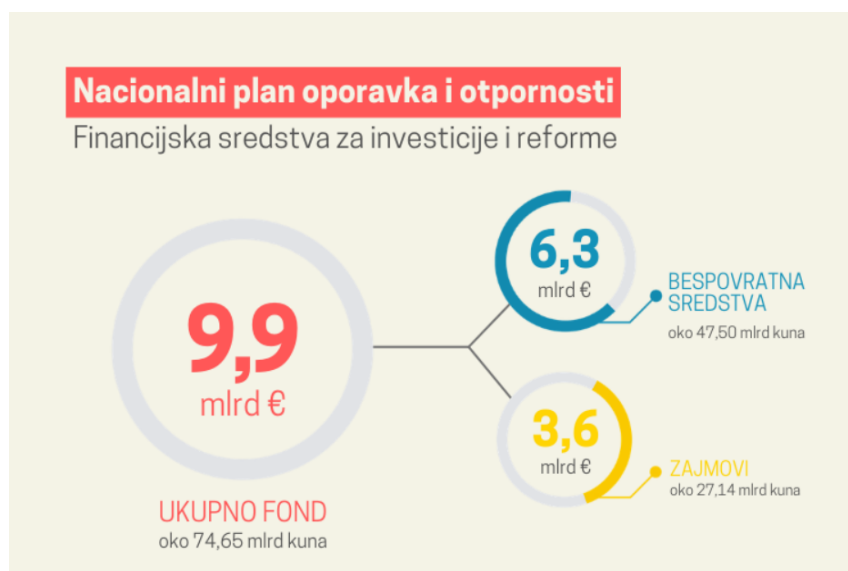 Nacionalni plan oporavka i otpornosti
Financijska sredstva za investicije i reforme
9,9
mlrd €
UKUPNO FOND
oko 74,65 mlrd kuna
6,3
mlrd €
BESPOVRATNA
SREDSTVA
oko 47,50 mlrd kuna
3,6
mlrd €
ZAJMOVI
oko 27,14 mlrd kuna